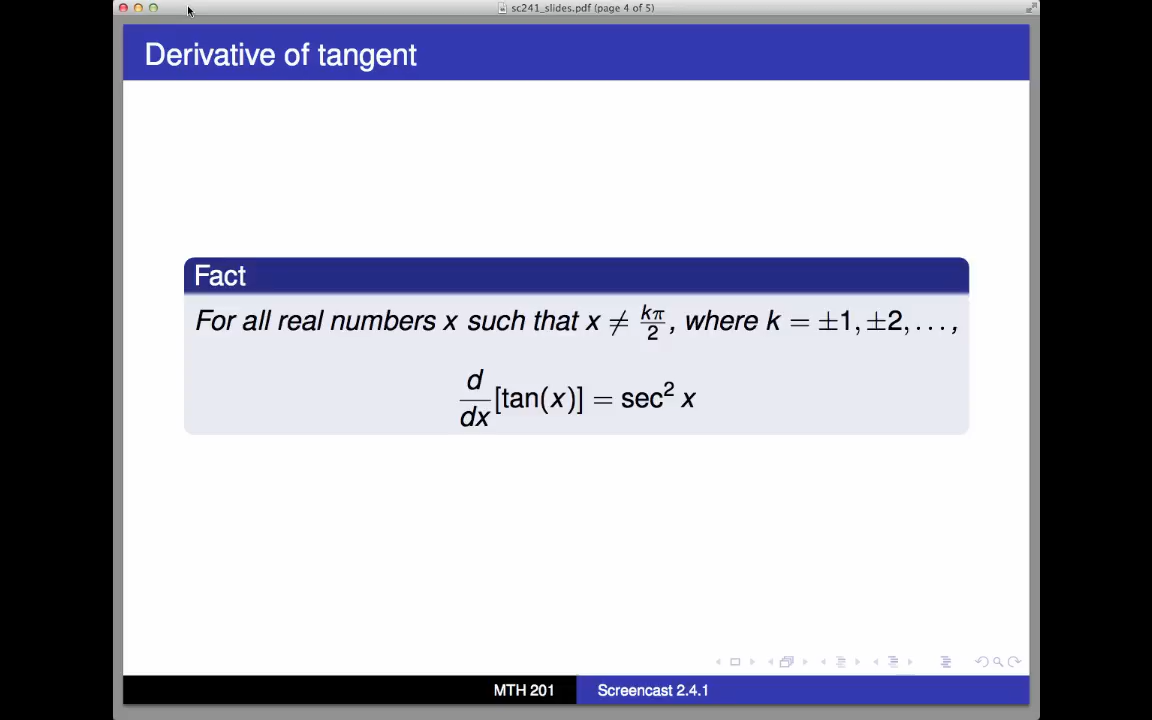 sc241_slides.pdf (page 4 of 5)
Derivative of tangent
Fact
For all real numbers x such that x ≠ kπ/2, where k = ±1, ±2, . . . ,
d/dx [tan(x)] = sec² x
MTH 201 Screencast 2.4.1